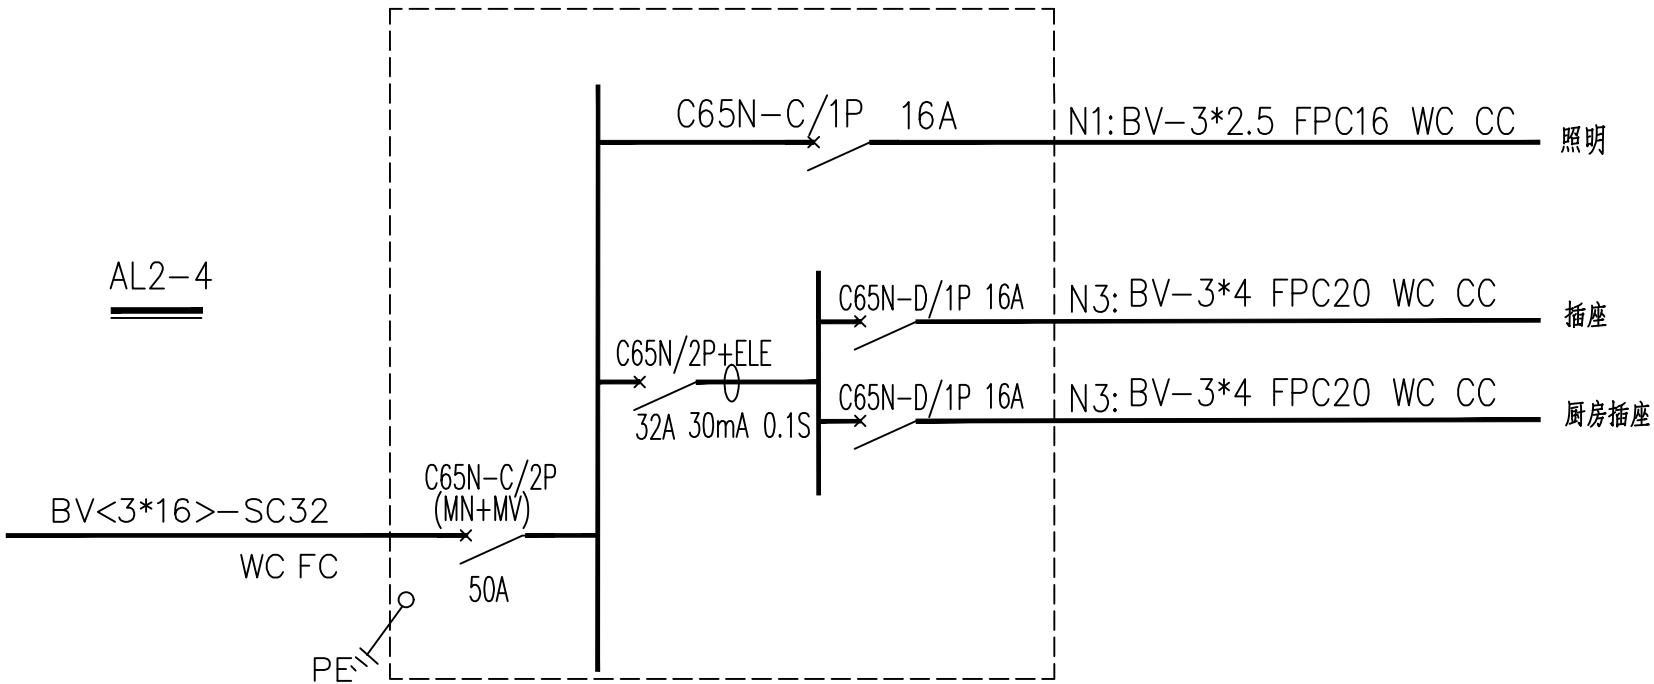 C65N-C/1P 16A
N1:BV-3*2.5 FPC16 WC CC
照明
AL2-4
C65N-D/1P 16A
N3: BV-3*4 FPC20 WC CC
插座
C65N/2P+ELE
32A 30mA 0.1S
C65N-D/1P 16A
N3: BV-3*4 FPC20 WC CC
厨房插座
C65N-C/2P
(MN+MV)
BV<3*16>-SC32
WC FC
50A
PE